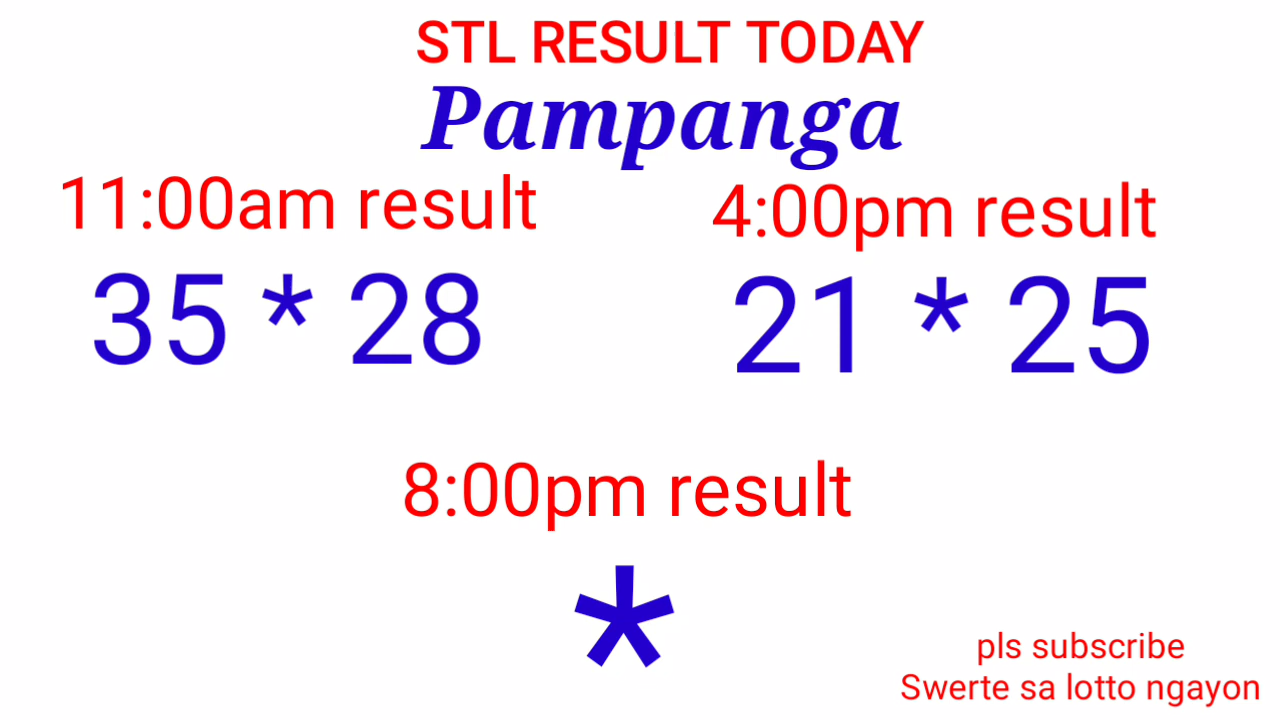 STL RESULT TODAY
Pampanga
11:00am result
35 * 28
4:00pm result
21 * 25
8:00pm result
*
pls subscribe
Swerte sa lotto ngayon